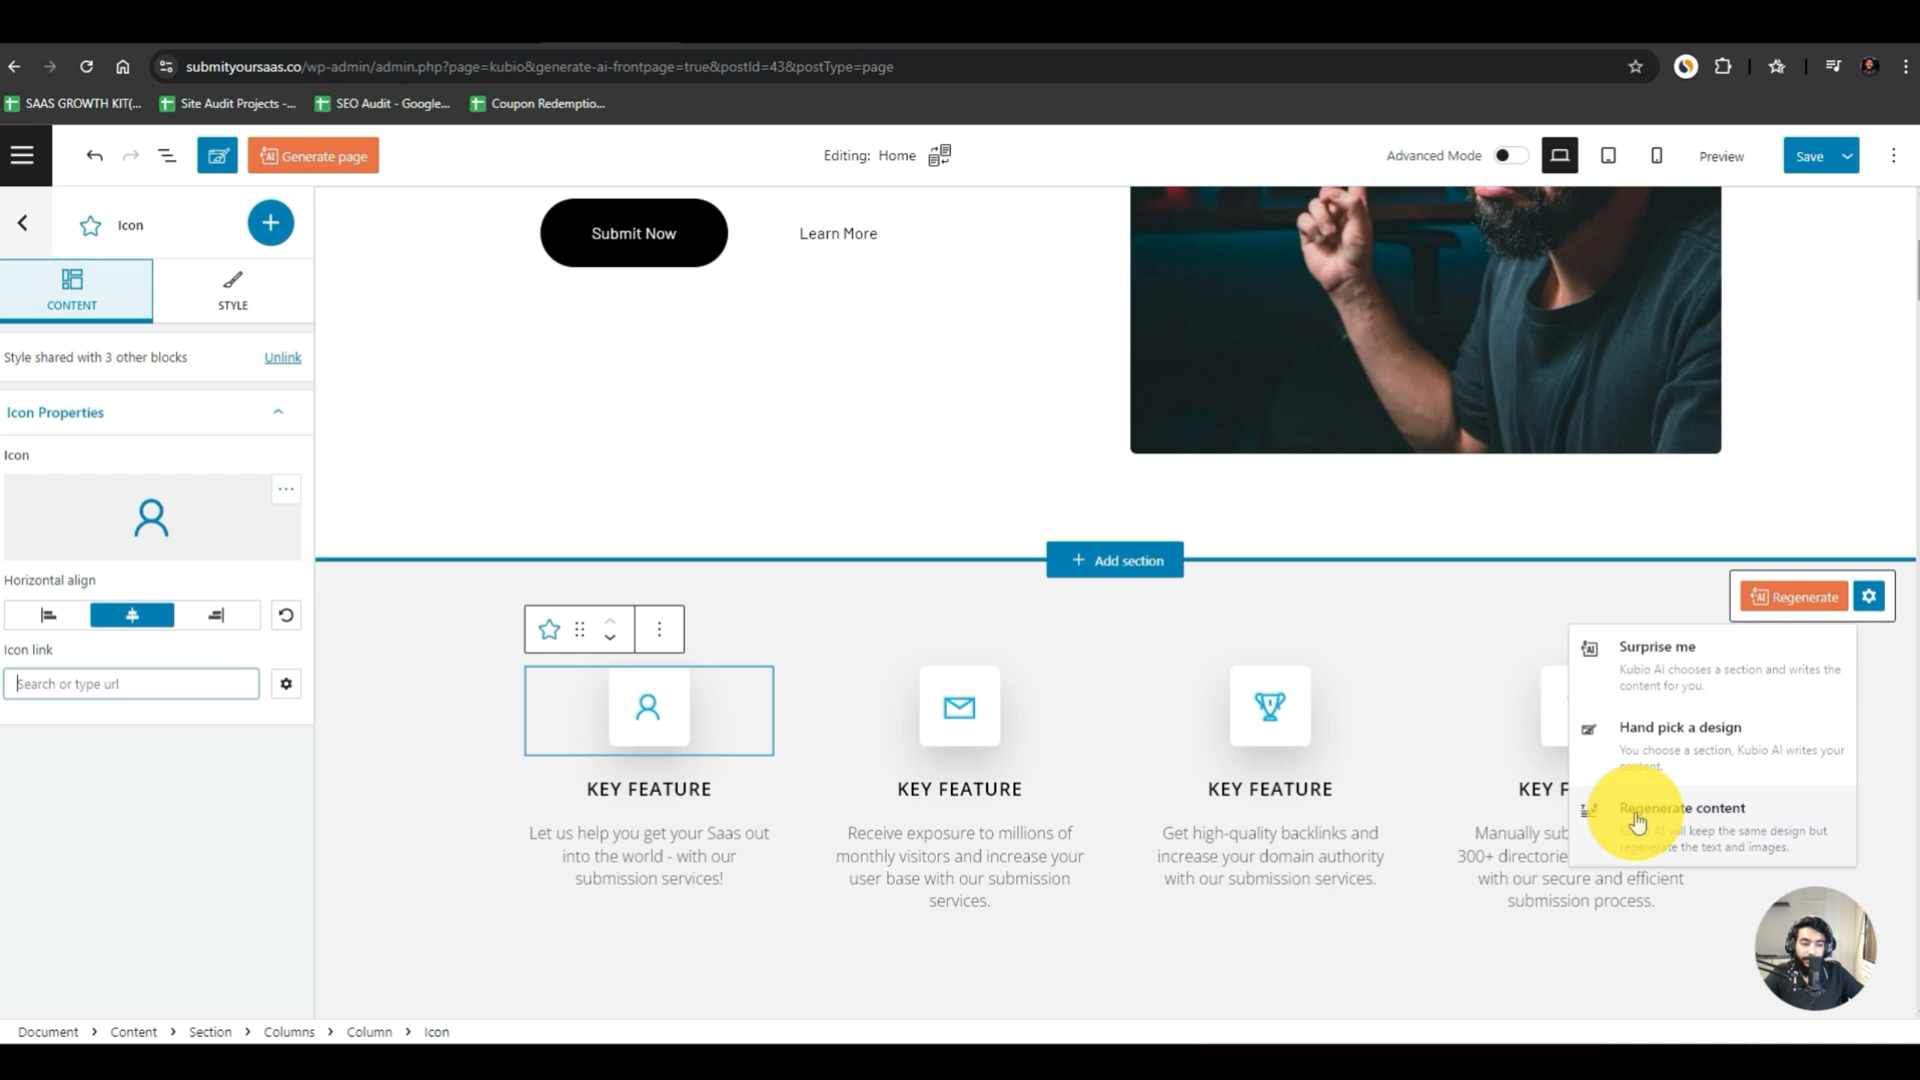 submityoursaas.co/wp-admin/admin.php?page=kubio&generate-ai-frontpage=true&postId=43&postType=page
SAAS GROWTH KIT(...
Site Audit Projects -...
SEO Audit - Google...
Coupon Redemptio...
AI Generate page
Editing: Home
Advanced Mode
Preview
Save
Icon
CONTENT
STYLE
Style shared with 3 other blocks
Unlink
Icon Properties
Icon
Horizontal align
Icon link
Search or type url
Submit Now
Learn More
+ Add section
AI Regenerate
AI Surprise me
Kubio AI chooses a section and writes the
content for you.
Hand pick a design
You choose a section, Kubio AI writes your
content.
Regenerate content
AI will keep the same design but
regenerate the text and images.
KEY FEATURE
Let us help you get your Saas out
into the world - with our
submission services!
KEY FEATURE
Receive exposure to millions of
monthly visitors and increase your
user base with our submission
services.
KEY FEATURE
Get high-quality backlinks and
increase your domain authority
with our submission services.
KEY F
Manually sub
300+ directorie
with our secure and efficient
submission process.
Document > Content > Section > Columns > Column > Icon